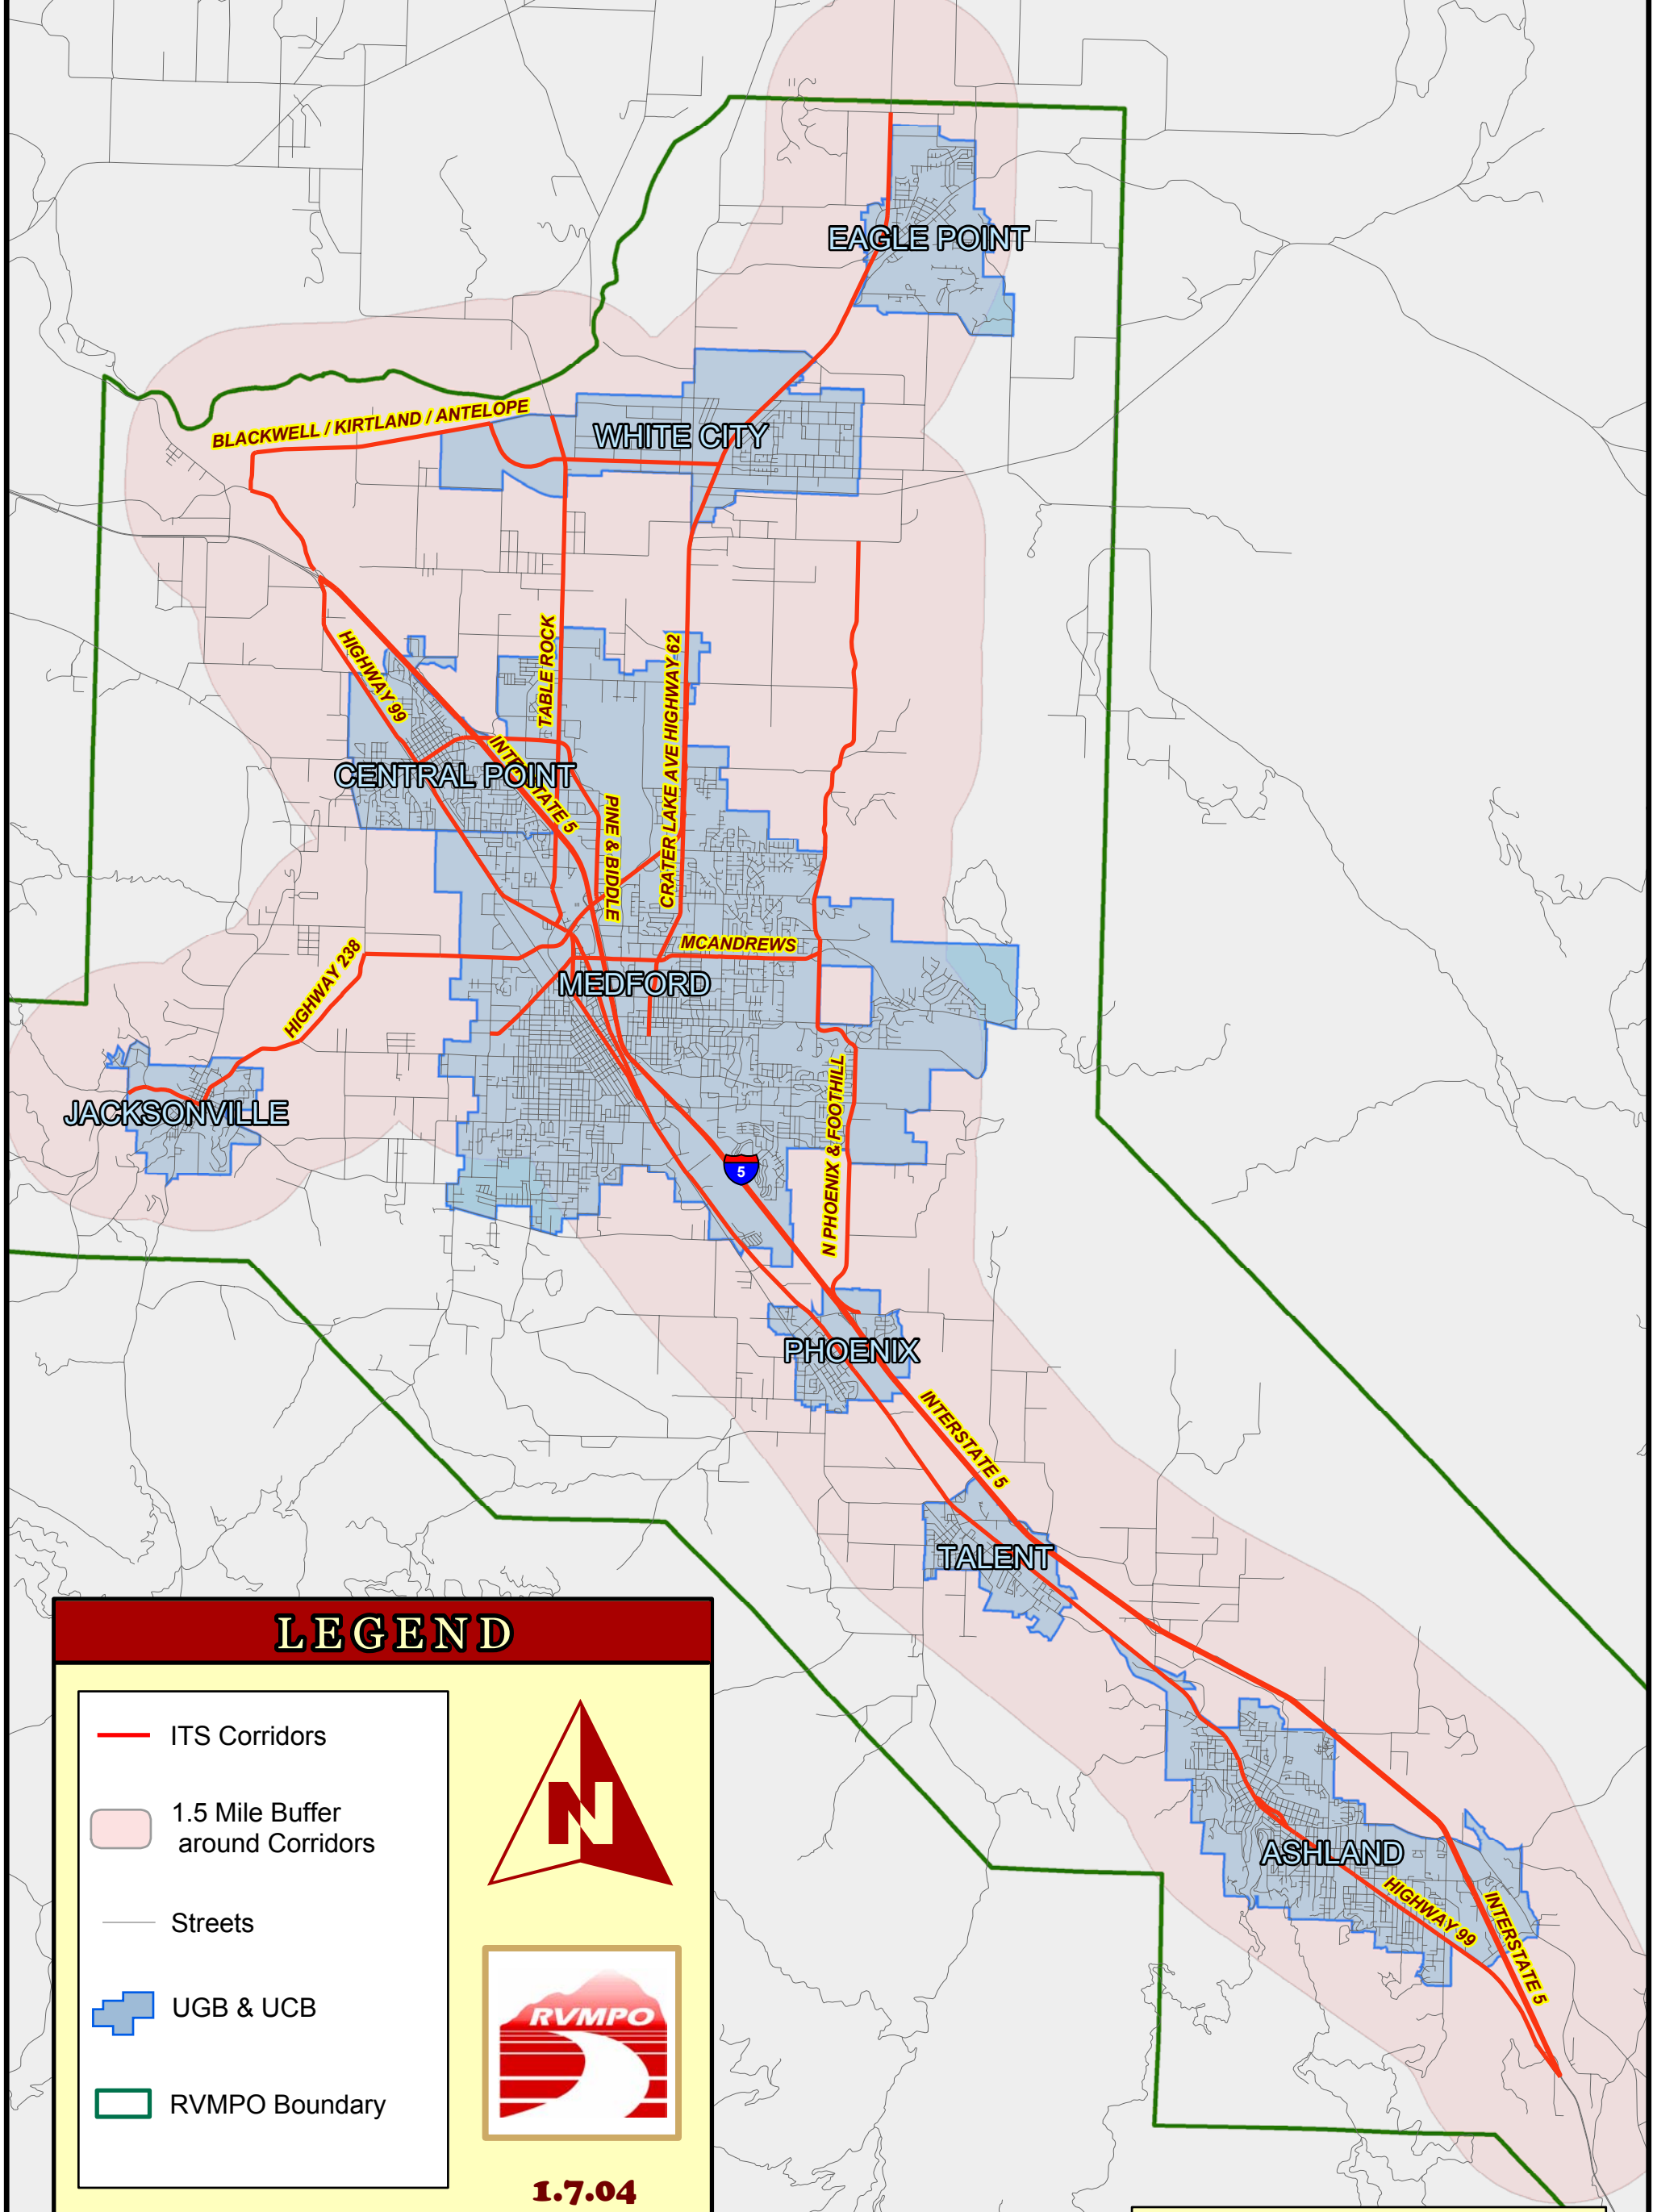 EAGLE POINT
BLACKWELL / KIRTLAND / ANTELOPE
WHITE CITY
HIGHWAY 99
TABLE ROCK
CRATER LAKE AVE HIGHWAY 62
INTERSTATE 5
CENTRAL POINT
PINE & BIDDLE
MCANDREWS
HIGHWAY 238
MEDFORD
JACKSONVILLE
N PHOENIX & FOOTHILL
5
PHOENIX
INTERSTATE 5
TALENT
ASHLAND
HIGHWAY 99
INTERSTATE 5
LEGEND
ITS Corridors
1.5 Mile Buffer
around Corridors
Streets
UGB & UCB
RVMPO Boundary
N
RVMPO
1.7.04